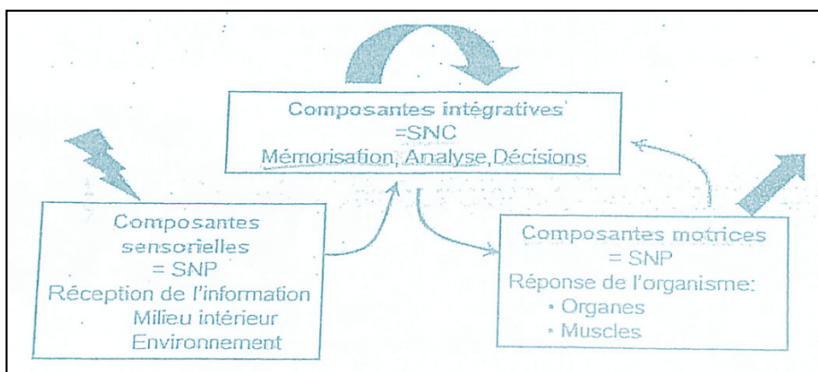 Composantes intégratives
=SNC
Mémorisation, Analyse,Décisions
Composantes
sensorielles
= SNP
Réception de l'information
Milieu intérieur
Environnement
Composantes motrices
= SNP
Réponse de l'organisme:
• Organes
• Muscles